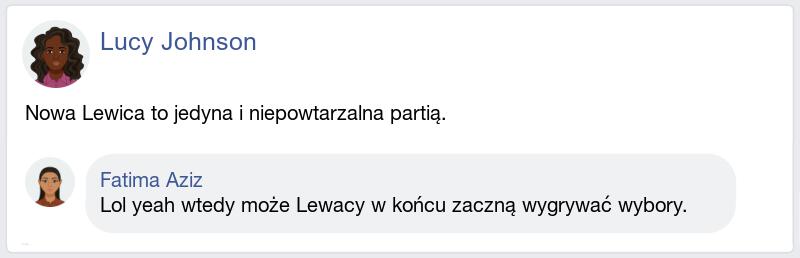 Lucy Johnson
Nowa Lewica to jedyna i niepowtarzalna partią.
Fatima Aziz
Lol yeah wtedy może Lewacy w końcu zaczną wygrywać wybory.